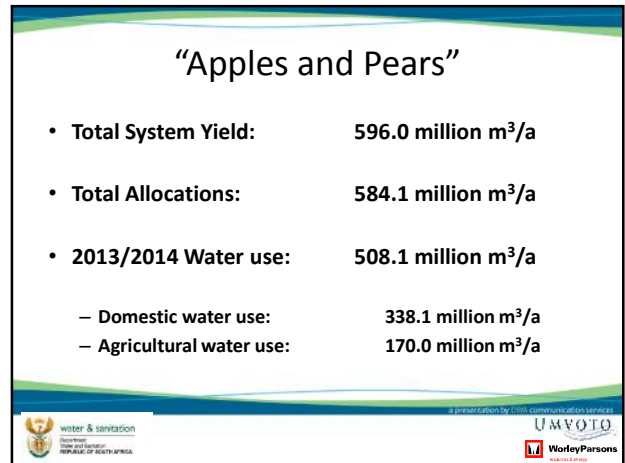 “Apples and Pears”
• Total System Yield: 596.0 million m³/a
• Total Allocations: 584.1 million m³/a
• 2013/2014 Water use: 508.1 million m³/a
– Domestic water use: 338.1 million m³/a
– Agricultural water use: 170.0 million m³/a
a presentation by DWA communication services
water & sanitation
Department:
Water and Sanitation
REPUBLIC OF SOUTH AFRICA
UMVOTO
WorleyParsons
resources & energy